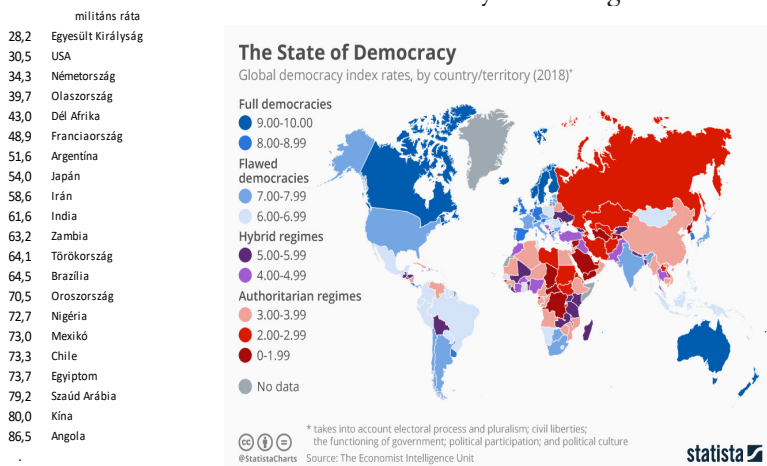 militáns ráta
28,2 Egyesült Királyság
30,5 USA
34,3 Németország
39,7 Olaszország
43,0 Dél Afrika
48,9 Franciaország
51,6 Argentína
54,0 Japán
58,6 Irán
61,6 India
63,2 Zambia
64,1 Törökország
64,5 Brazília
70,5 Oroszország
72,7 Nigéria
73,0 Mexikó
73,3 Chile
73,7 Egyiptom
79,2 Szaúd Arábia
80,0 Kína
86,5 Angola
The State of Democracy
Global democracy index rates, by country/territory (2018)*
Full democracies
9.00-10.00
8.00-8.99
Flawed
democracies
7.00-7.99
6.00-6.99
Hybrid regimes
5.00-5.99
4.00-4.99
Authoritarian regimes
3.00-3.99
2.00-2.99
0-1.99
No data
* takes into account electoral process and pluralism; civil liberties;
the functioning of government; political participation; and political culture
@StatistaCharts Source: The Economist Intelligence Unit
statista